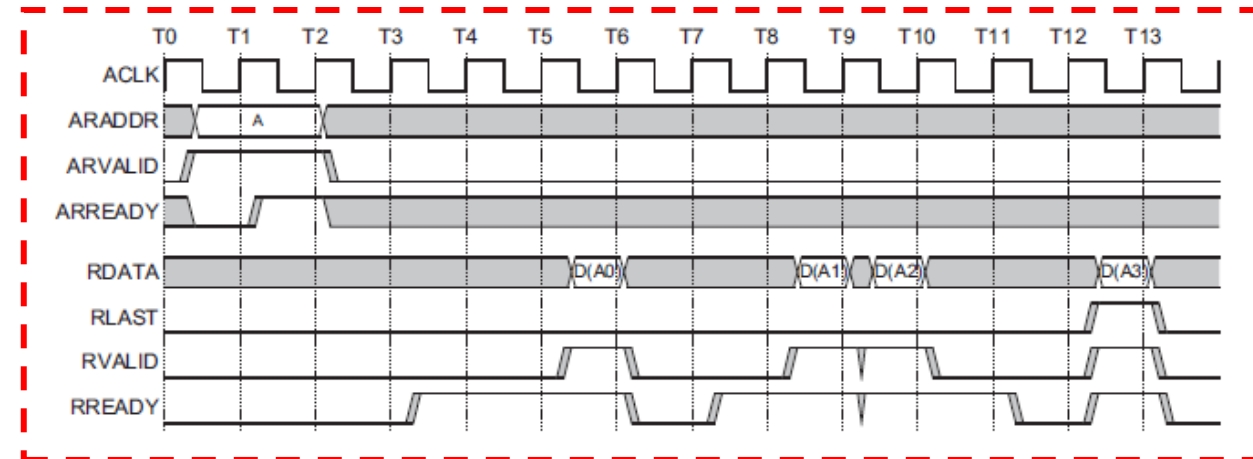 T0 T1 T2 T3 T4 T5 T6 T7 T8 T9 T10 T11 T12 T13
ACLK
ARADDR A
ARVALID
ARREADY
RDATA D(A0) D(A1) D(A2) D(A3)
RLAST
RVALID
RREADY